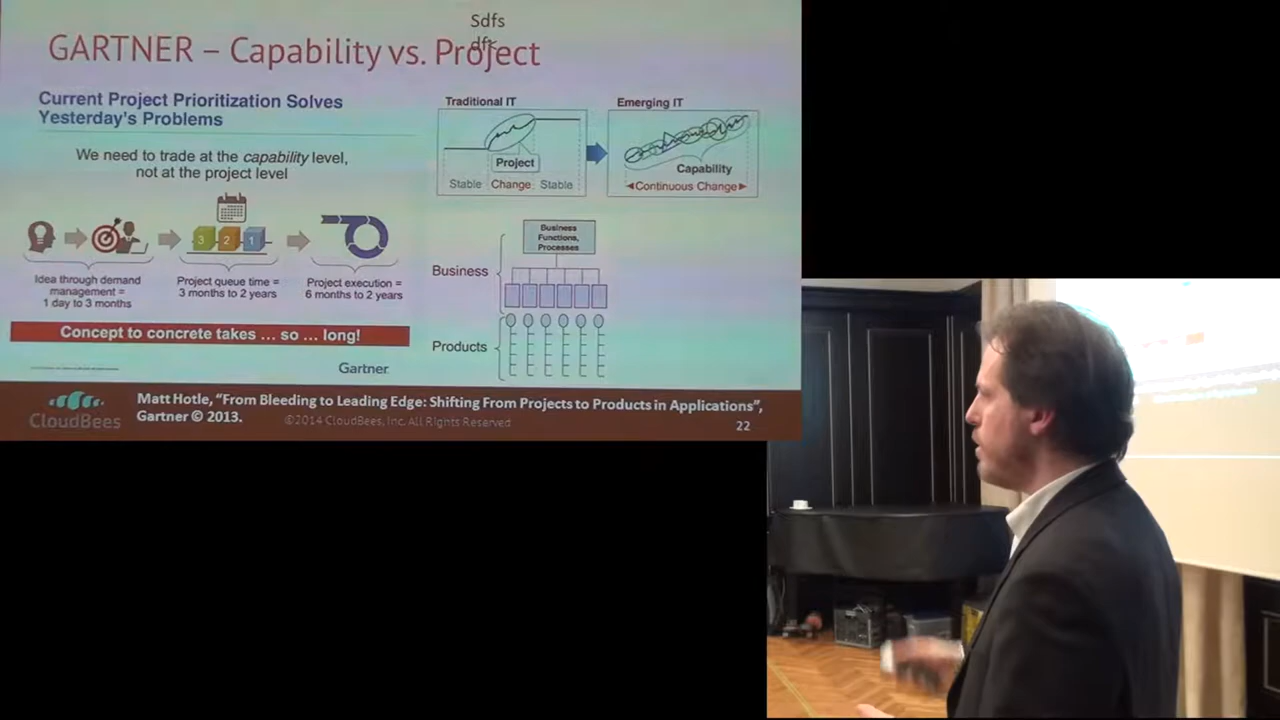 Sdfs
dfs
GARTNER – Capability vs. Project
Current Project Prioritization Solves
Yesterday's Problems
We need to trade at the capability level,
not at the project level
3 2 1
Idea through demand
management =
1 day to 3 months
Project queue time =
3 months to 2 years
Project execution =
6 months to 2 years
Concept to concrete takes ... so ... long!
Gartner
Traditional IT
Project
Stable Change Stable
Emerging IT
Capability
Continuous Change
Business
Functions,
Processes
Business
Products
CloudBees
Matt Hotle, "From Bleeding to Leading Edge: Shifting From Projects to Products in Applications",
Gartner © 2013.
©2014 CloudBees, Inc. All Rights Reserved
22